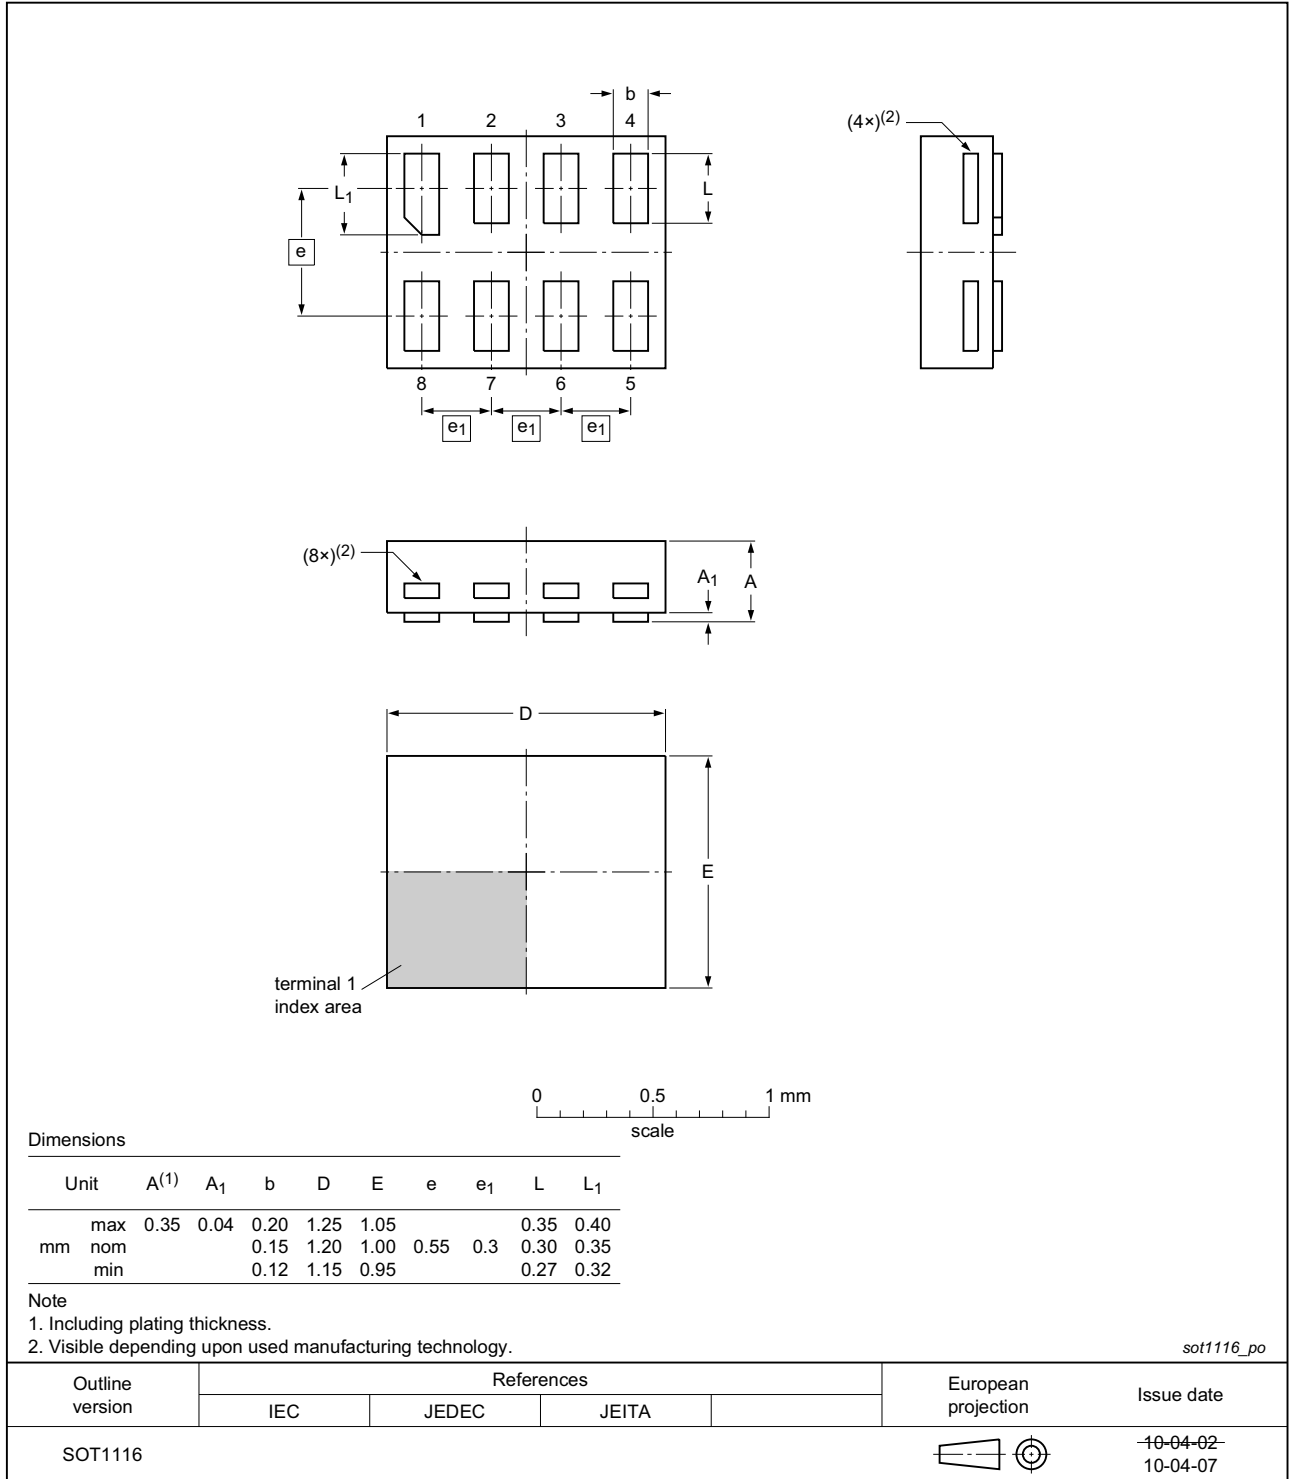 b
1 2 3 4
(4×)(2)
L1
L
e
8 7 6 5
e1 e1 e1
(8×)(2)
A1 A
D
E
terminal 1
index area
0 0.5 1 mm
scale
Dimensions
Unit A(1) A1 b D E e e1 L L1
max 0.35 0.04 0.20 1.25 1.05 0.35 0.40
mm nom 0.15 1.20 1.00 0.55 0.3 0.30 0.35
min 0.12 1.15 0.95 0.27 0.32
Note
1. Including plating thickness.
2. Visible depending upon used manufacturing technology.
sot1116_po
Outline
version
References
IEC JEDEC JEITA
European
projection
Issue date
SOT1116
10-04-02
10-04-07